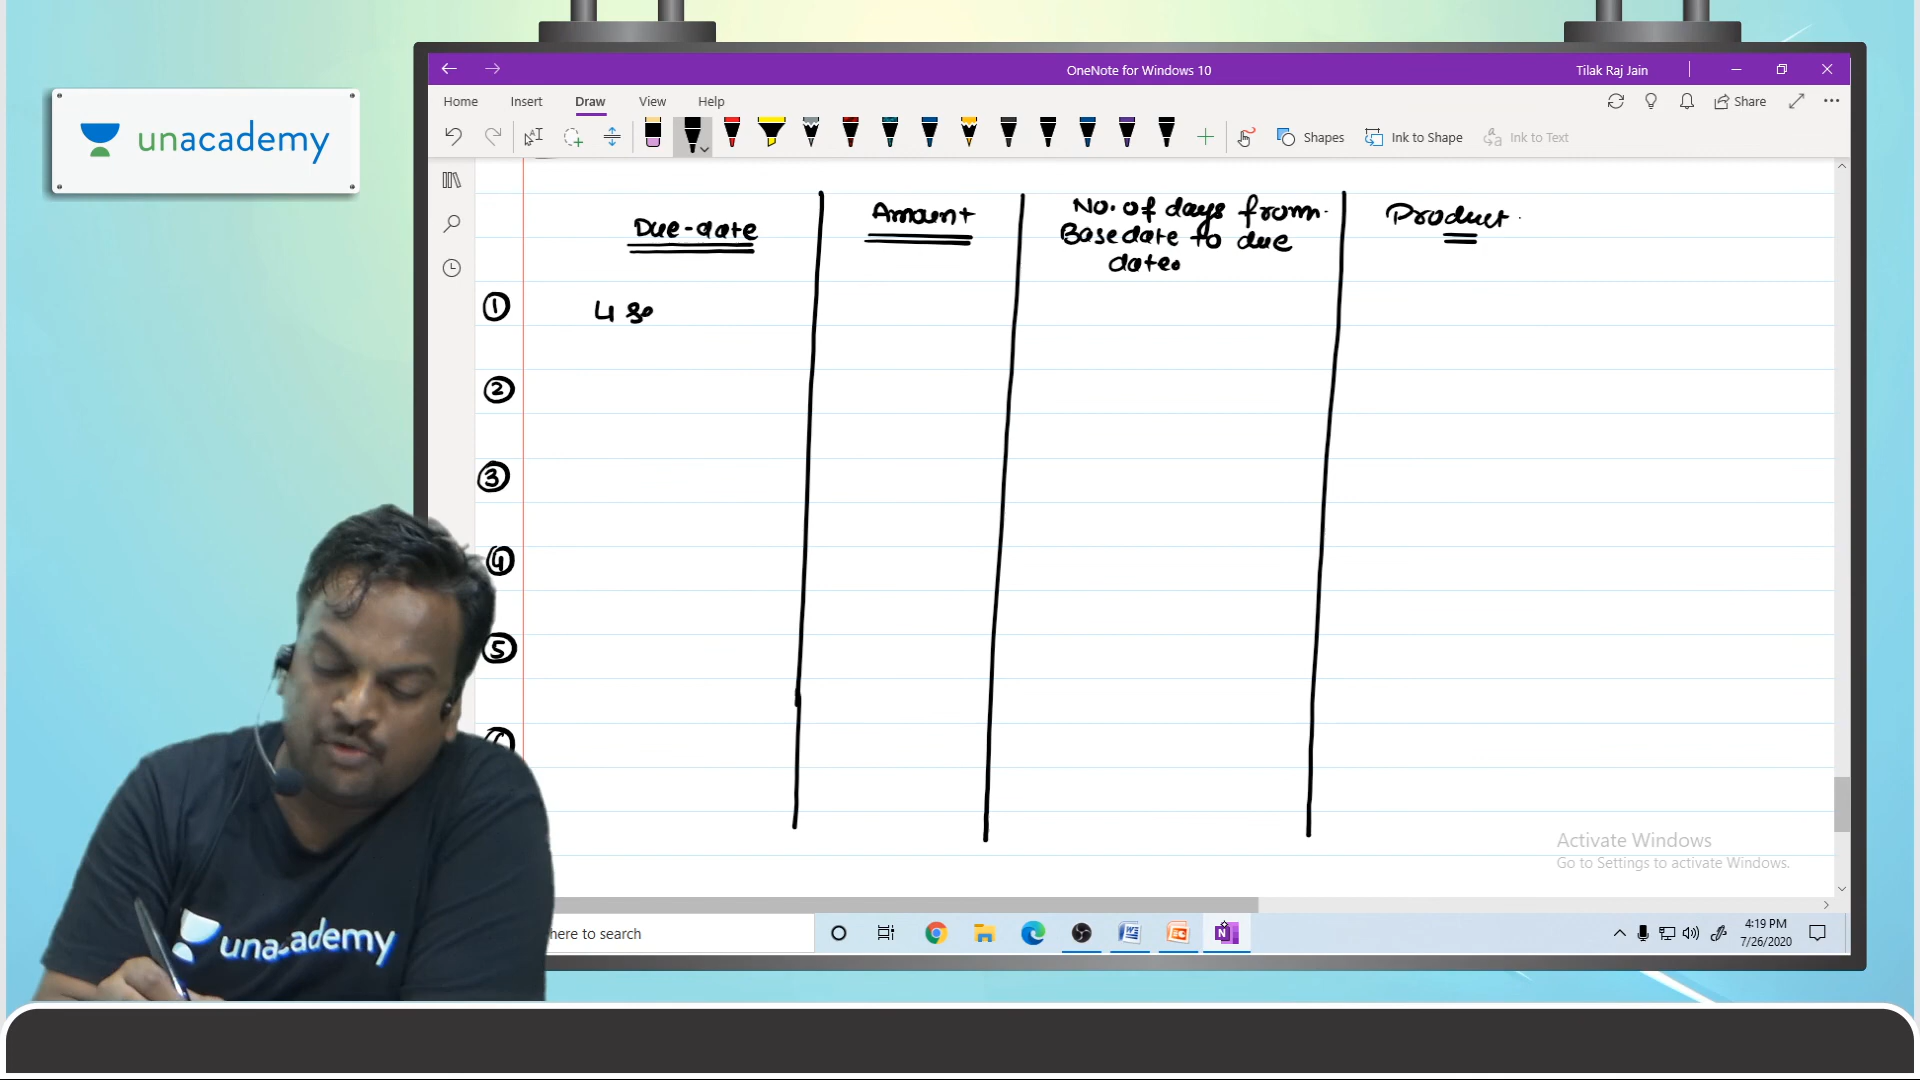 unacademy
OneNote for Windows 10
Tilak Raj Jain
Home Insert Draw View Help
Share
Shapes
Ink to Shape
Ink to Text
Due-date
Amount
No. of days from
Base date to due
date.
Product
① 4 se
②
③
④
⑤
unacademy
Activate Windows
Go to Settings to activate Windows.
here to search
4:19 PM
7/26/2020